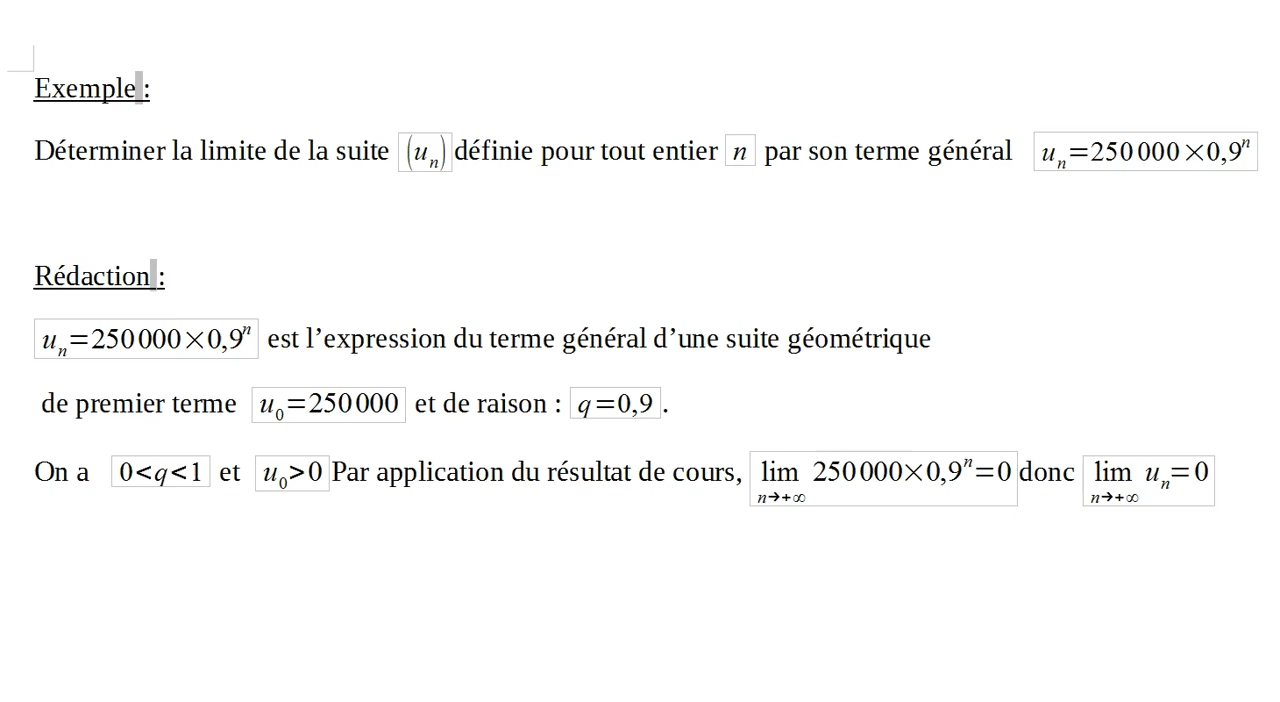 Exemple :
Déterminer la limite de la suite (uₙ) définie pour tout entier n par son terme général uₙ=250 000×0,9ⁿ
Rédaction :
uₙ=250 000×0,9ⁿ est l’expression du terme général d’une suite géométrique
de premier terme u₀=250 000 et de raison : q=0,9 .
On a 0<q<1 et u₀>0 Par application du résultat de cours, lim n→+∞ 250 000×0,9ⁿ=0 donc lim n→+∞ uₙ=0